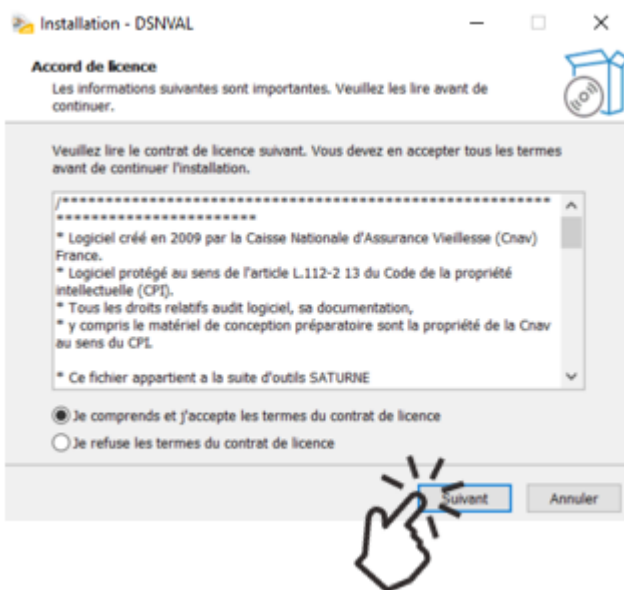 Installation - DSNVAL
Accord de licence
Les informations suivantes sont importantes. Veuillez les lire avant de
continuer.
Veuillez lire le contrat de licence suivant. Vous devez en accepter tous les termes
avant de continuer l'installation.
/*********************************************************
***********************
* Logiciel créé en 2009 par la Caisse Nationale d'Assurance Vieillesse (Cnav)
France.
* Logiciel protégé au sens de l'article L.112-2 13 du Code de la propriété
intellectuelle (CPI).
* Tous les droits relatifs audit logiciel, sa documentation,
* y compris le matériel de conception préparatoire sont la propriété de la Cnav
au sens du CPI.
* Ce fichier appartient a la suite d'outils SATURNE
Je comprends et j'accepte les termes du contrat de licence
Je refuse les termes du contrat de licence
Suivant
Annuler